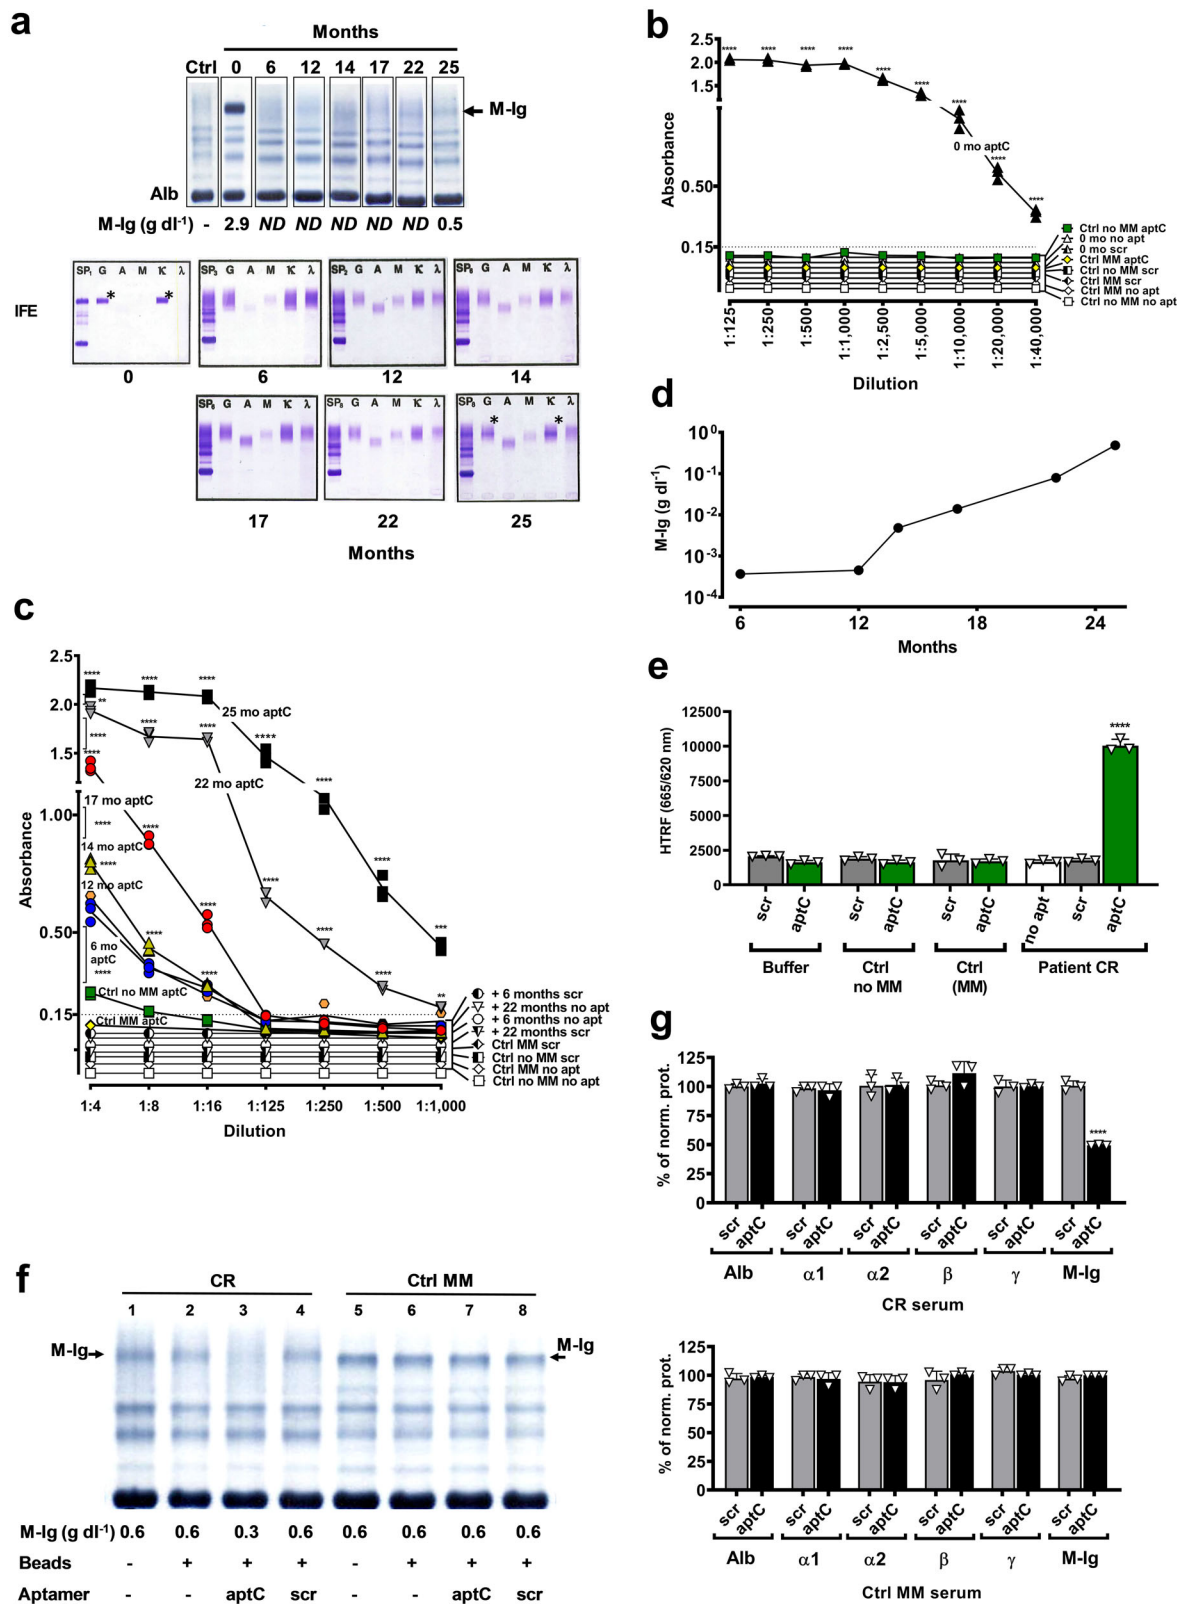 a
Months
Ctrl 0 6 12 14 17 22 25
M-Ig
Alb
M-Ig (g dl-1) - 2.9 ND ND ND ND ND 0.5
IFE
SP₁ G A M κ λ
* *
0
SP₅ G A M κ λ
6
SP₂ G A M κ λ
12
SP₆ G A M κ λ
14
SP₆ G A M κ λ
17
SP₈ G A M κ λ
22
SP₆ G A M κ λ
* *
25
Months
b
Absorbance
2.5
2.0
1.5
0.50
0.15
**** **** **** **** **** **** **** **** ****
0 mo aptC
Ctrl no MM aptC
0 mo no apt
0 mo scr
Ctrl MM aptC
Ctrl no MM scr
Ctrl MM scr
Ctrl MM no apt
Ctrl no MM no apt
1:125
1:250
1:500
1:1,000
1:2,500
1:5,000
1:10,000
1:20,000
1:40,000
Dilution
d
M-Ig (g dl-1)
10⁰
10⁻¹
10⁻²
10⁻³
10⁻⁴
6 12 18 24
Months
c
Absorbance
2.5
2.0
1.5
1.00
0.50
0.15
**** **** **** **** **** **** ***
** **** **** **** **** **** **
**** **** ****
**** **** ****
****
****
****
25 mo aptC
22 mo aptC
17 mo aptC
14 mo aptC
12 mo aptC
6 mo
aptC
Ctrl no MM aptC
Ctrl MM aptC
+ 6 months scr
+ 22 months no apt
+ 6 months no apt
+ 22 months scr
Ctrl MM scr
Ctrl no MM scr
Ctrl MM no apt
Ctrl no MM no apt
1:4 1:8 1:16 1:125 1:250 1:500 1:1,000
Dilution
e
HTRF (665/620 nm)
12500
10000
7500
5000
2500
0
****
scr aptC scr aptC scr aptC no apt scr aptC
Buffer
Ctrl
no MM
Ctrl
(MM)
Patient CR
f
CR Ctrl MM
1 2 3 4 5 6 7 8
M-Ig M-Ig
M-Ig (g dl-1) 0.6 0.6 0.3 0.6 0.6 0.6 0.6 0.6
Beads - + + + - + + +
Aptamer - - aptC scr - - aptC scr
g
% of norm. prot.
125
100
75
50
25
0
****
scr aptC scr aptC scr aptC scr aptC scr aptC scr aptC
Alb α1 α2 β γ M-Ig
CR serum
% of norm. prot.
125
100
75
50
25
0
scr aptC scr aptC scr aptC scr aptC scr aptC scr aptC
Alb α1 α2 β γ M-Ig
Ctrl MM serum